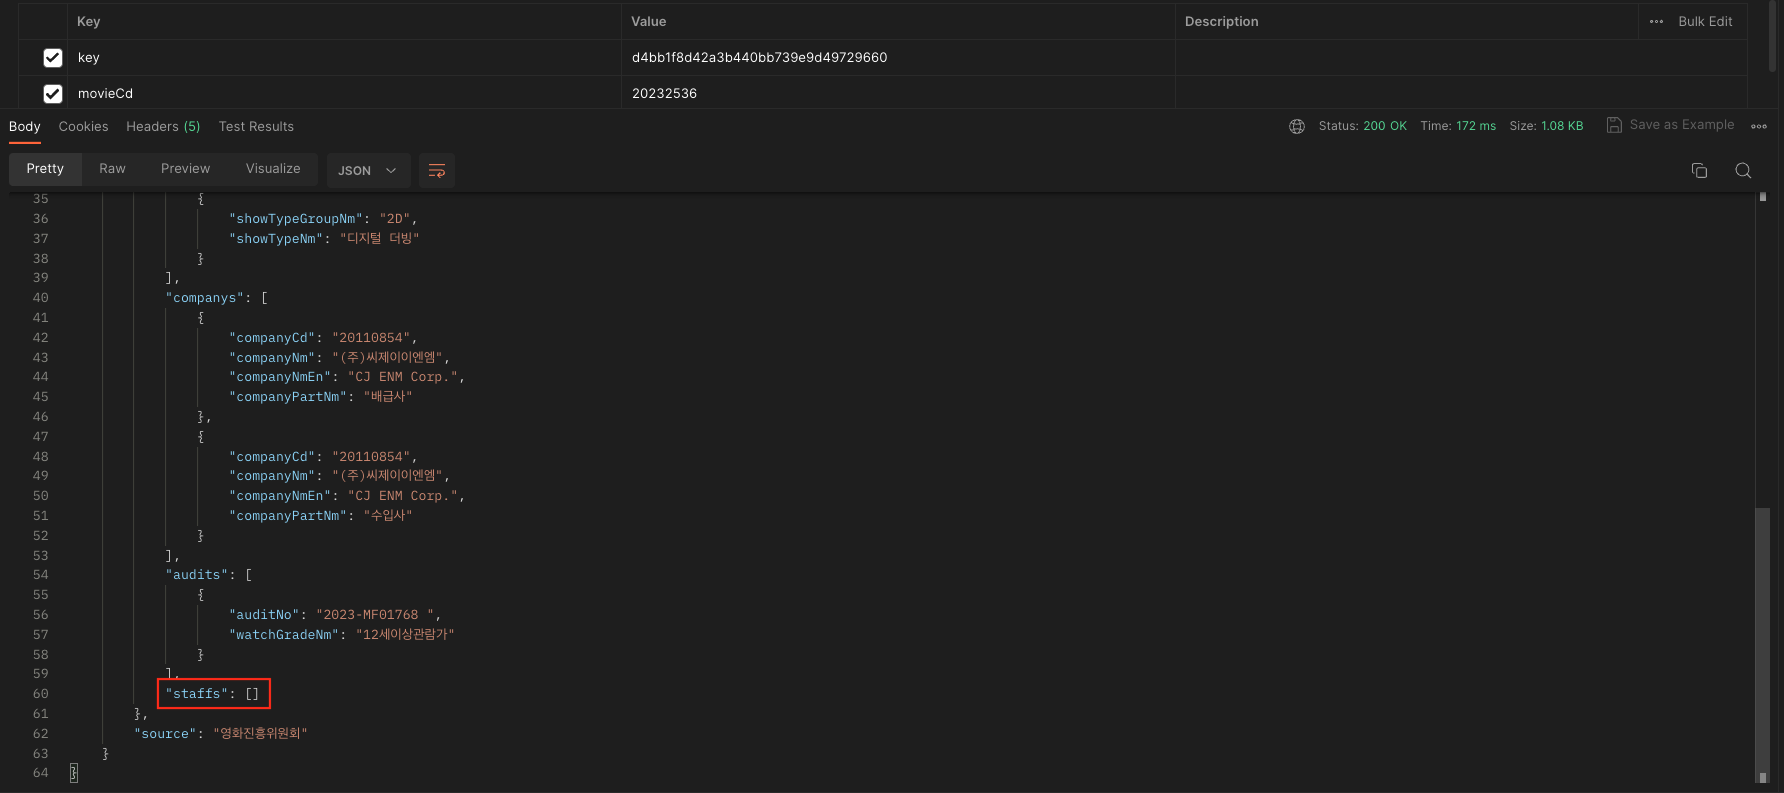 Key Value Description Bulk Edit
key d4bb1f8d42a3b440bb739e9d49729660
movieCd 20232536
Body Cookies Headers (5) Test Results Status: 200 OK Time: 172 ms Size: 1.08 KB Save as Example
Pretty Raw Preview Visualize JSON
35 {
36 "showTypeGroupNm": "2D",
37 "showTypeNm": "디지털 더빙"
38 }
39 ],
40 "companys": [
41 {
42 "companyCd": "20110854",
43 "companyNm": "(주)씨제이이엔엠",
44 "companyNmEn": "CJ ENM Corp.",
45 "companyPartNm": "배급사"
46 },
47 {
48 "companyCd": "20110854",
49 "companyNm": "(주)씨제이이엔엠",
50 "companyNmEn": "CJ ENM Corp.",
51 "companyPartNm": "수입사"
52 }
53 ],
54 "audits": [
55 {
56 "auditNo": "2023-MF01768 ",
57 "watchGradeNm": "12세이상관람가"
58 }
59 ],
60 "staffs": []
61 },
62 "source": "영화진흥위원회"
63 }
64 }